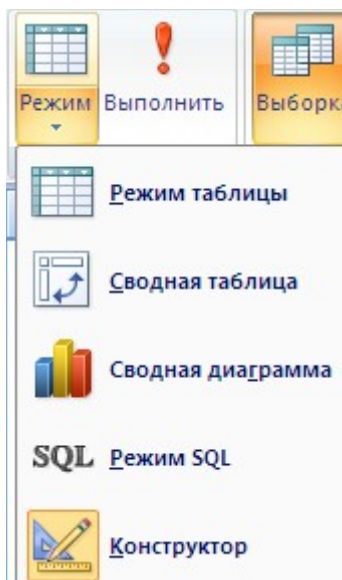 Режим Выполнить Выборка
Режим таблицы
Сводная таблица
Сводная диаграмма
SQL Режим SQL
Конструктор